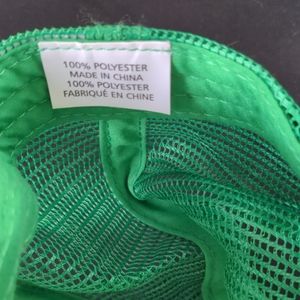 100% POLYESTER
MADE IN CHINA
100% POLYESTER
FABRIQUÉ EN CHINE